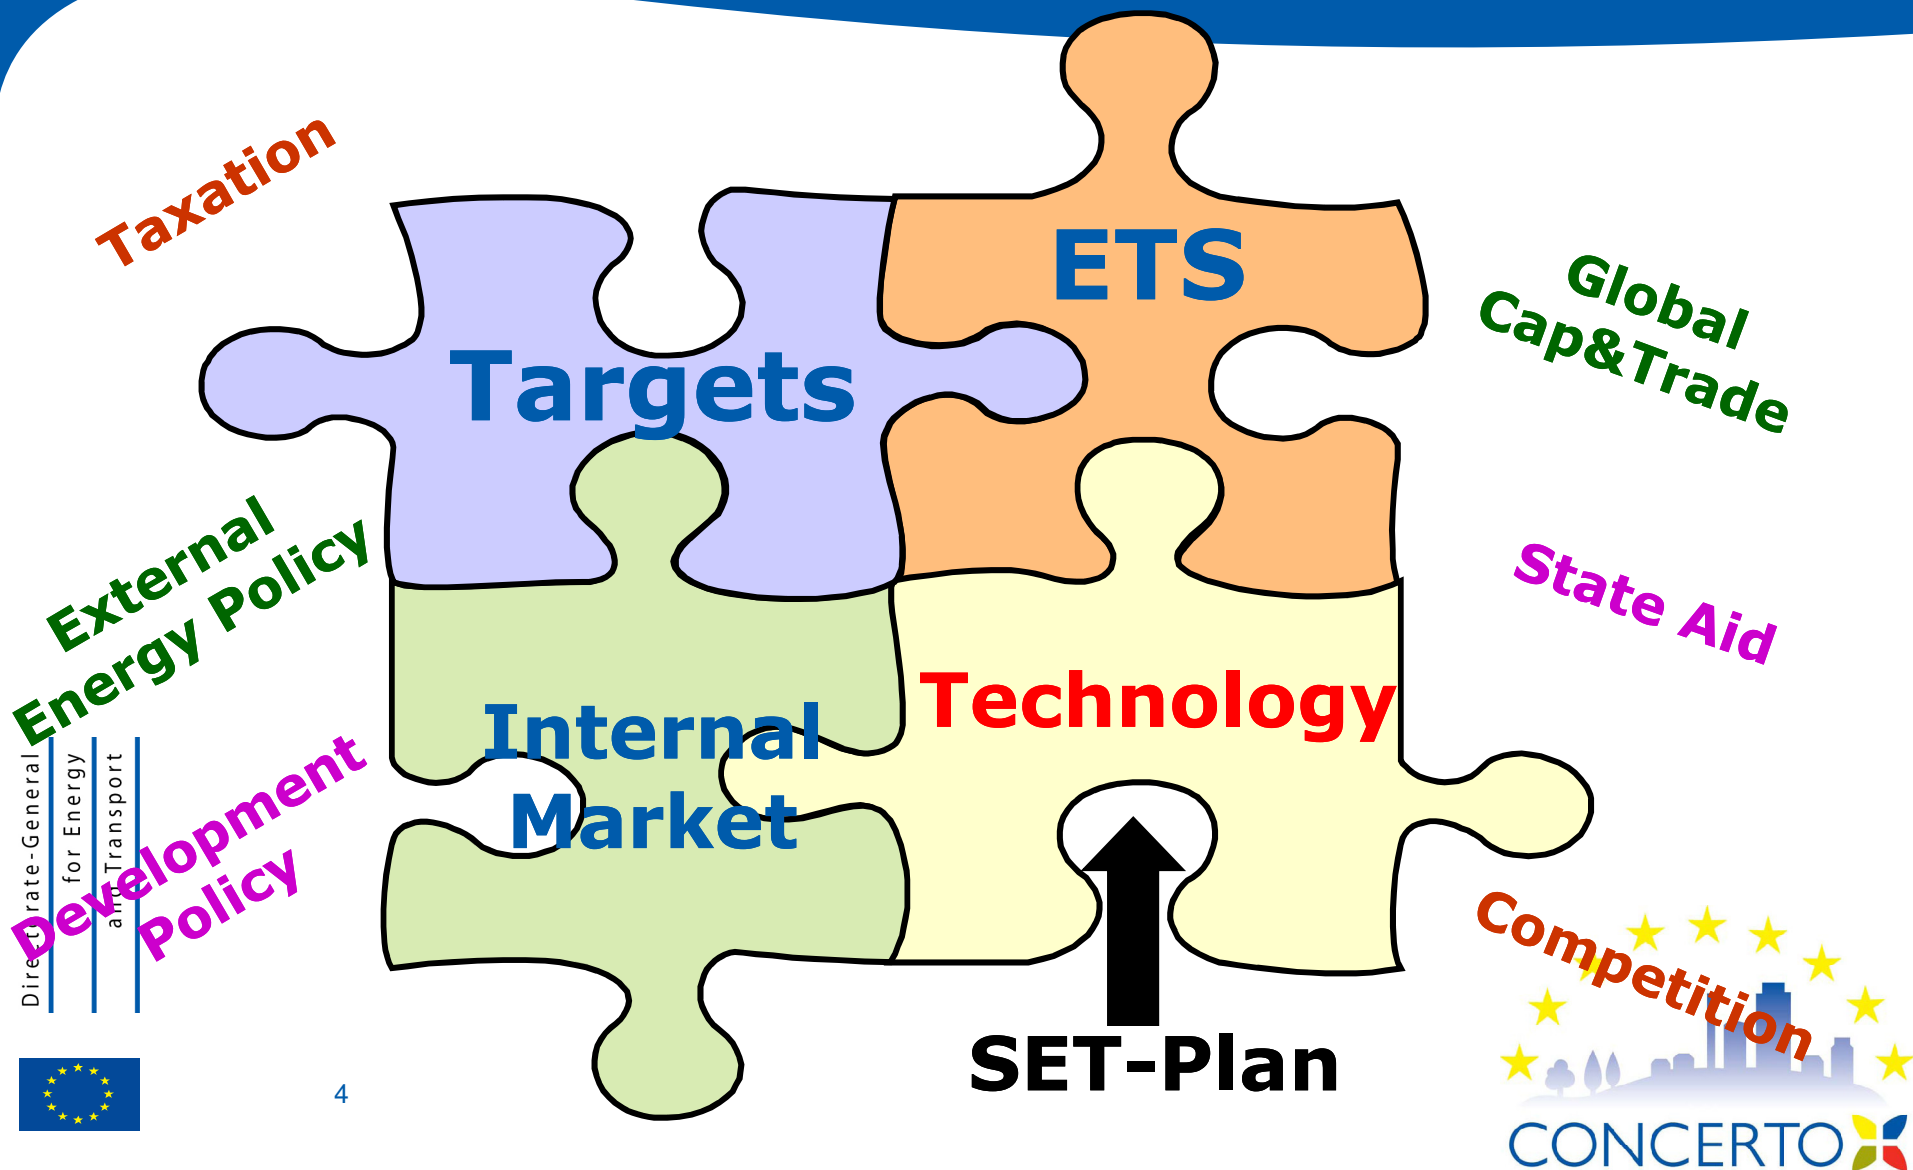 Taxation
ETS
Global
Cap&Trade
Targets
External
Energy Policy
State Aid
Technology
Internal
Market
Development
Policy
Directorate-General
for Energy
and Transport
Competition
SET-Plan
4
CONCERTO